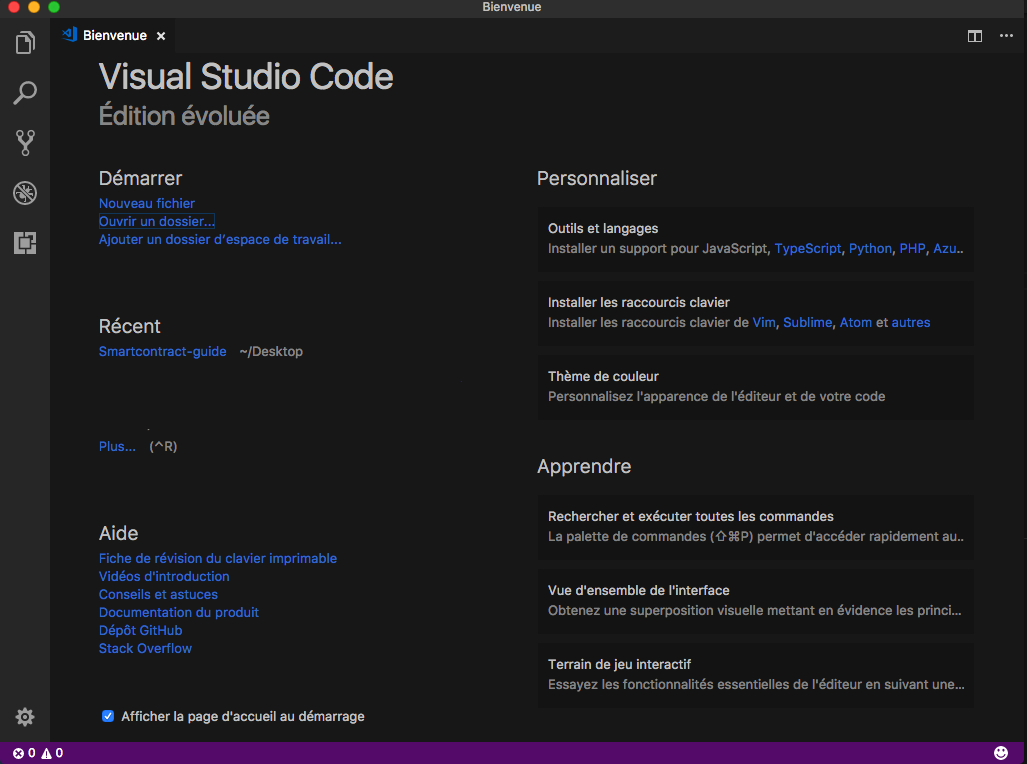 Bienvenue
Bienvenue
Visual Studio Code
Édition évoluée
Démarrer
Nouveau fichier
Ouvrir un dossier...
Ajouter un dossier d’espace de travail...
Récent
Smartcontract-guide ~/Desktop
Plus... (^R)
Aide
Fiche de révision du clavier imprimable
Vidéos d'introduction
Conseils et astuces
Documentation du produit
Dépôt GitHub
Stack Overflow
Afficher la page d'accueil au démarrage
Personnaliser
Outils et langages
Installer un support pour JavaScript, TypeScript, Python, PHP, Azu..
Installer les raccourcis clavier
Installer les raccourcis clavier de Vim, Sublime, Atom et autres
Thème de couleur
Personnalisez l'apparence de l'éditeur et de votre code
Apprendre
Rechercher et exécuter toutes les commandes
La palette de commandes (⇧⌘P) permet d'accéder rapidement au..
Vue d'ensemble de l'interface
Obtenez une superposition visuelle mettant en évidence les princi...
Terrain de jeu interactif
Essayez les fonctionnalités essentielles de l'éditeur en suivant une...
0 0